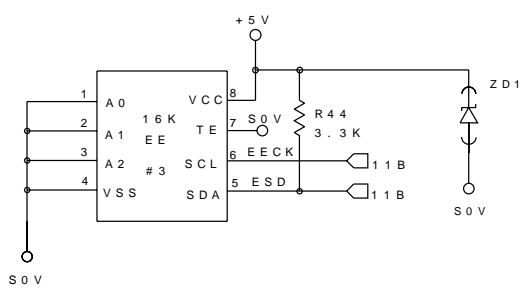 +5V
ZD1
1 A0
16K
VCC 8
R44
S0V
2 A1
EE
TE 7
3.3K
3 A2
#3
SCL 6 EECK
11B
4 VSS
SDA 5 ESD
11B
S0V
S0V